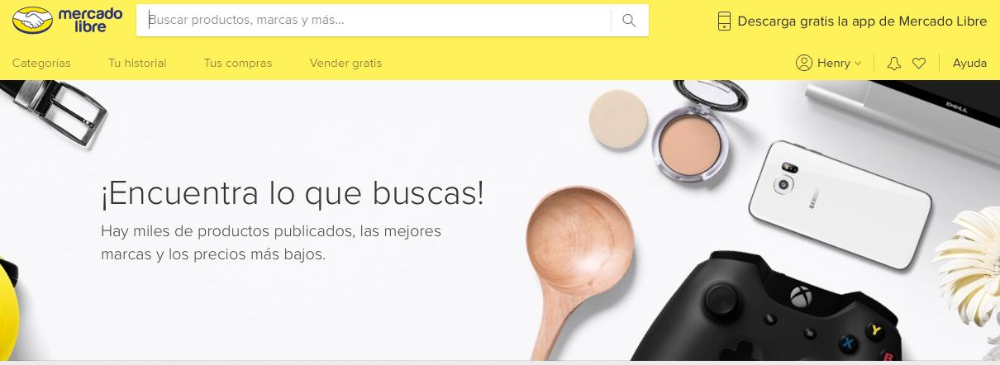 mercado
libre
Buscar productos, marcas y más...
Descarga gratis la app de Mercado Libre
Categorías
Tu historial
Tus compras
Vender gratis
Henry
Ayuda
DELL
SAMSUNG
¡Encuentra lo que buscas!
Hay miles de productos publicados, las mejores
marcas y los precios más bajos.
Y
X
B